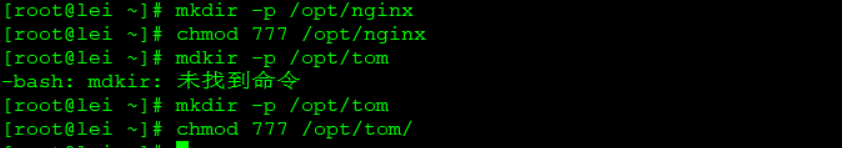 [root@lei ~]# mkdir -p /opt/nginx
[root@lei ~]# chmod 777 /opt/nginx
[root@lei ~]# mdkir -p /opt/tom
-bash: mdkir: 未找到命令
[root@lei ~]# mkdir -p /opt/tom
[root@lei ~]# chmod 777 /opt/tom/